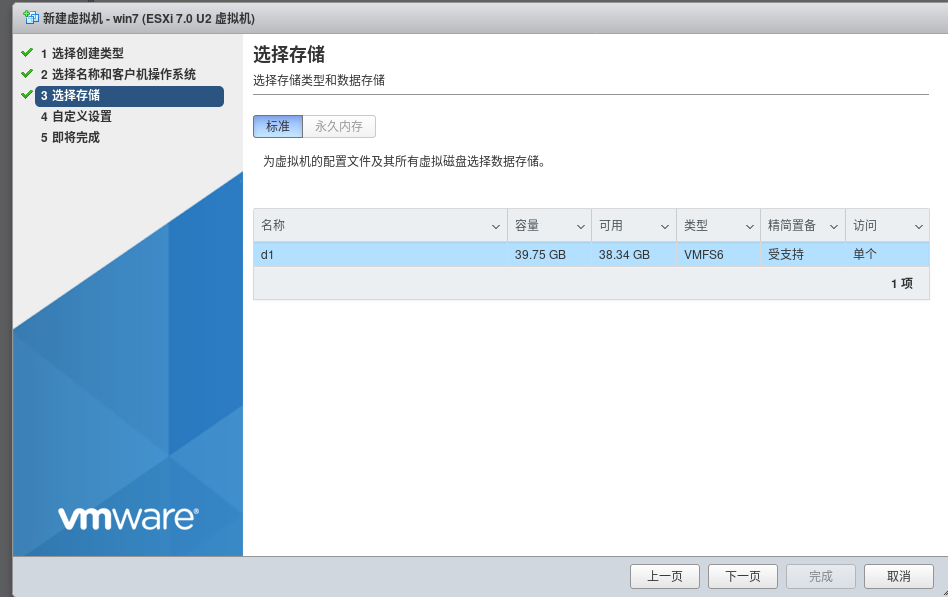 新建虚拟机 - win7 (ESXi 7.0 U2 虚拟机)
1 选择创建类型
2 选择名称和客户机操作系统
3 选择存储
4 自定义设置
5 即将完成
vmware®
选择存储
选择存储类型和数据存储
标准 永久内存
为虚拟机的配置文件及其所有虚拟磁盘选择数据存储。
名称 容量 可用 类型 精简置备 访问
d1 39.75 GB 38.34 GB VMFS6 受支持 单个
1 项
上一页 下一页 完成 取消